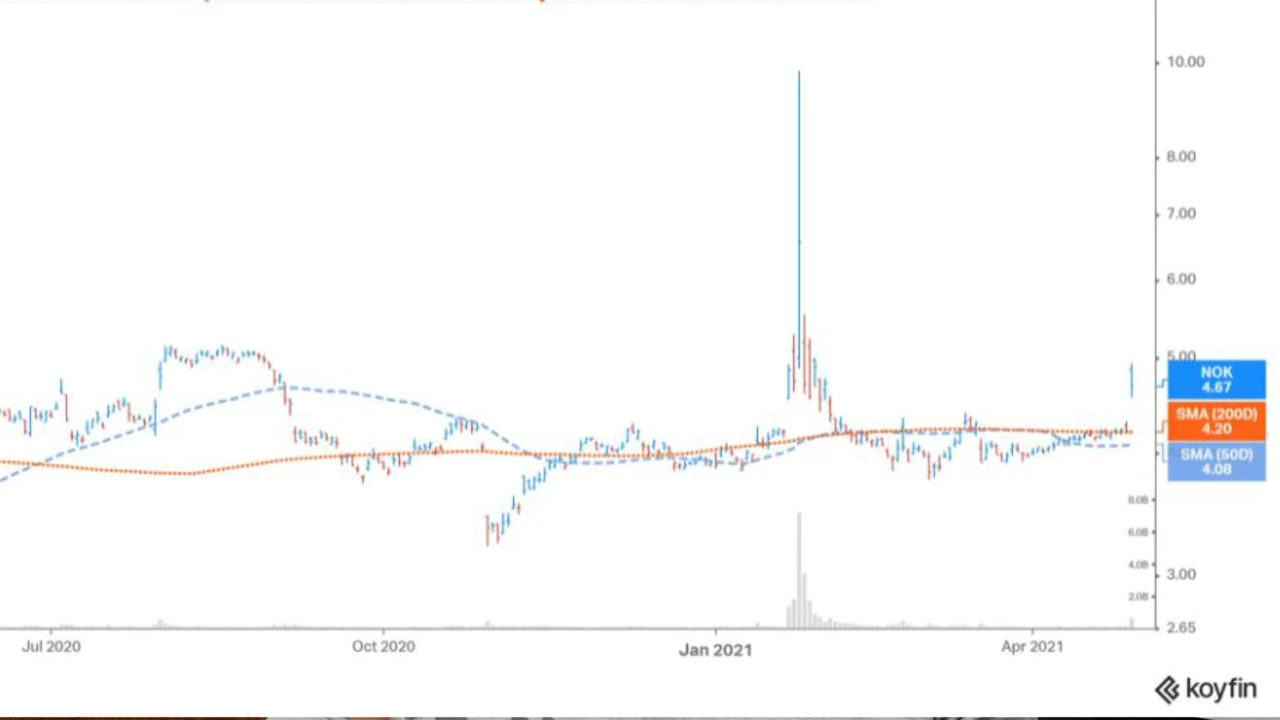 10.00
8.00
7.00
6.00
5.00
NOK
4.67
SMA (200D)
4.20
SMA (50D)
4.08
8.0B
6.0B
4.0B
3.00
2.0B
2.65
Jul 2020
Oct 2020
Jan 2021
Apr 2021
koyfin